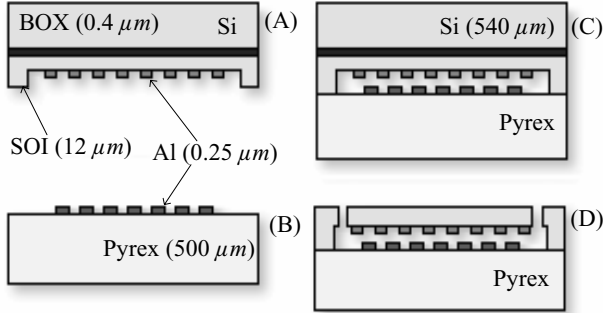 BOX (0.4 µm)
Si
(A)
SOI (12 µm)
Al (0.25 µm)
(B)
Pyrex (500 µm)
Si (540 µm)
(C)
Pyrex
(D)
Pyrex